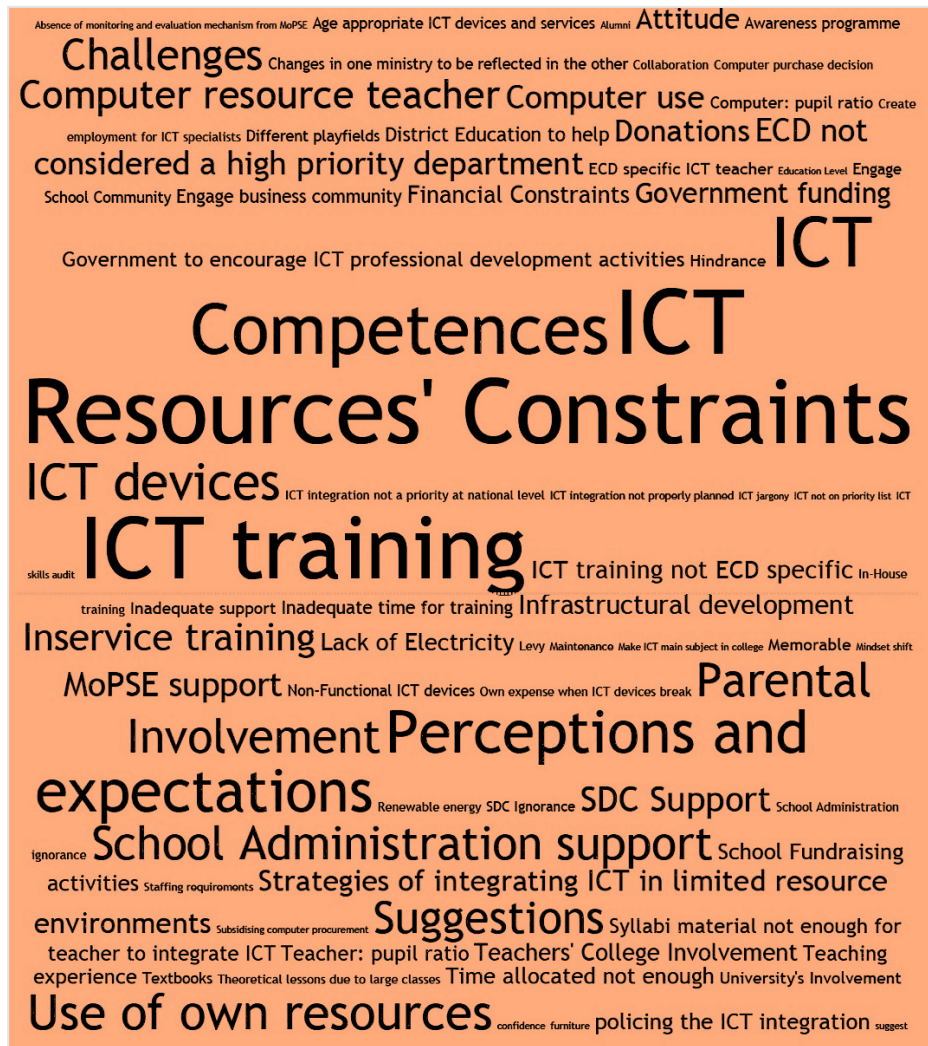 Absence of monitoring and evaluation mechanism from MoPSE Age appropriate ICT devices and services Alumni Attitude Awareness programme
Challenges Changes in one ministry to be reflected in the other Collaboration Computer purchase decision
Computer resource teacher Computer use Computer: pupil ratio Create
employment for ICT specialists Different playfields District Education to help Donations ECD not
considered a high priority department ECD specific ICT teacher Education Level Engage
School Community Engage business community Financial Constraints Government funding
Government to encourage ICT professional development activities Hindrance ICT
Competences ICT
Resources' Constraints
ICT devices ICT integration not a priority at national level ICT integration not properly planned ICT jargony ICT not on priority list ICT
skills audit ICT training ICT training not ECD specific In-House
training Inadequate support Inadequate time for training Infrastructural development
Inservice training Lack of Electricity Levy Maintenance Make ICT main subject in college Memorable Mindset shift
MoPSE support Non-Functional ICT devices Own expense when ICT devices break Parental
Involvement Perceptions and
expectations Renewable energy SDC Ignorance SDC Support School Administration
ignorance School Administration support School Fundraising
activities Staffing requirements Strategies of integrating ICT in limited resource
environments Subsidising computer procurement Suggestions Syllabi material not enough for
teacher to integrate ICT Teacher: pupil ratio Teachers' College Involvement Teaching
experience Textbooks Theoretical lessons due to large classes Time allocated not enough University's Involvement
Use of own resources confidence furniture policing the ICT integration suggest